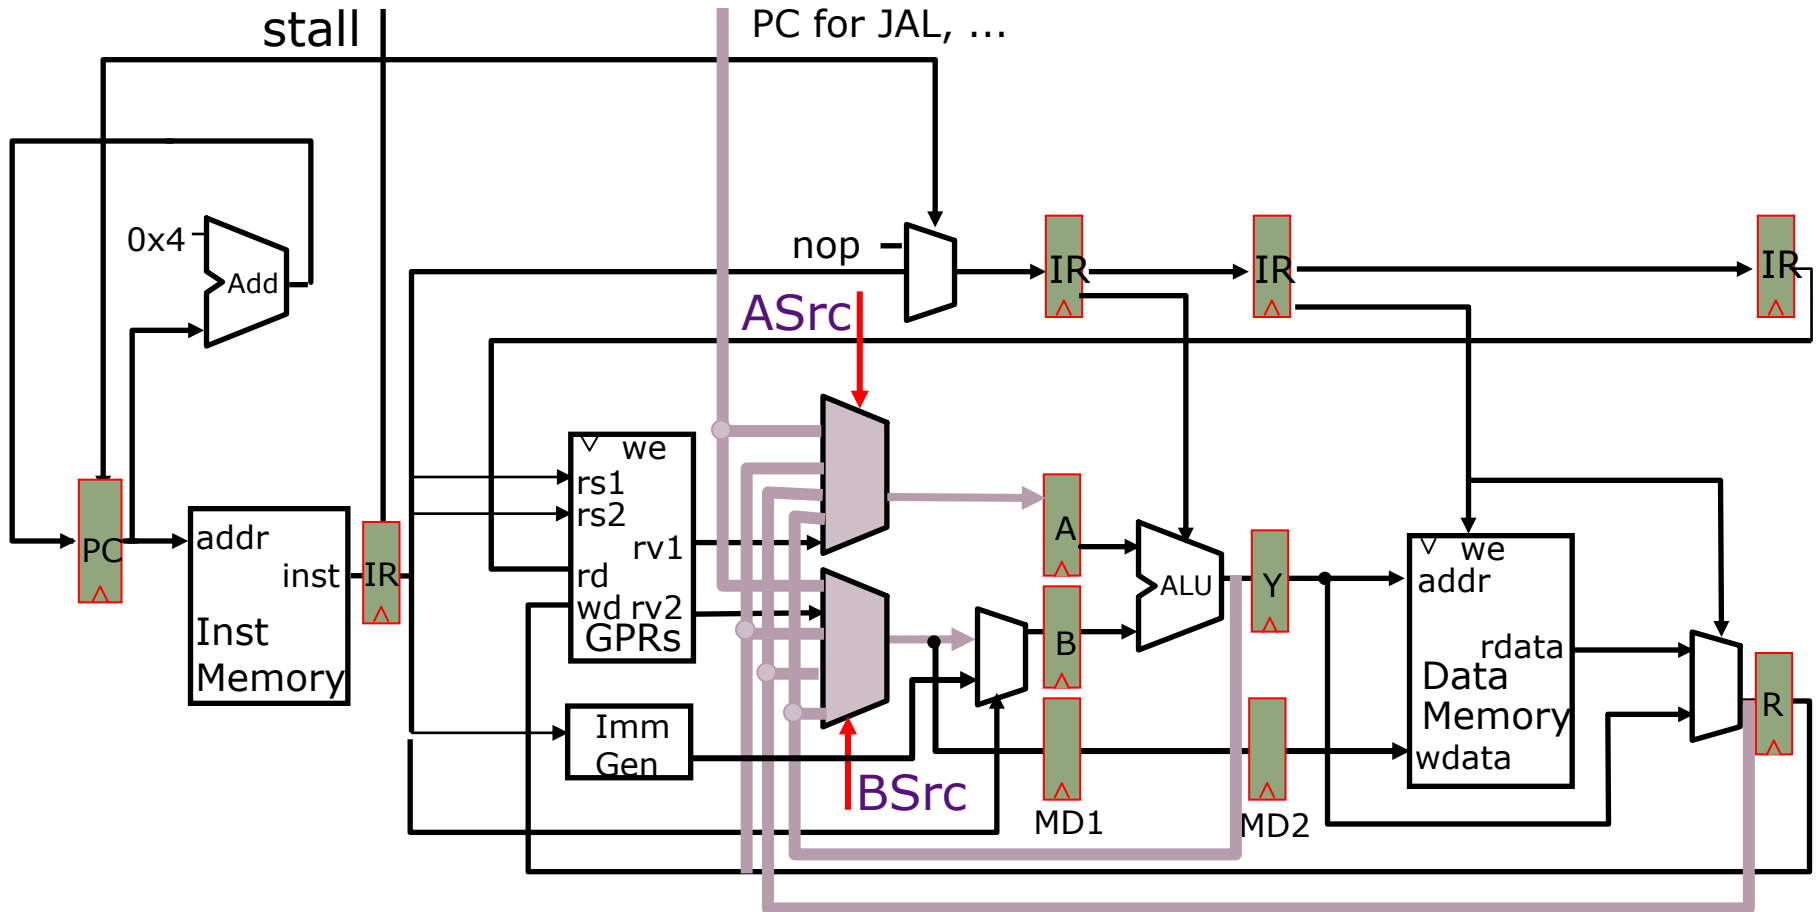 stall
PC for JAL, ...
0x4
Add
nop
IR
IR
IR
ASrc
we
rs1
rs2
rv1
rd
wd rv2
GPRs
PC
addr
inst
Inst
Memory
IR
A
B
ALU
Y
we
addr
rdata
Data
Memory
wdata
R
Imm
Gen
BSrc
MD1
MD2